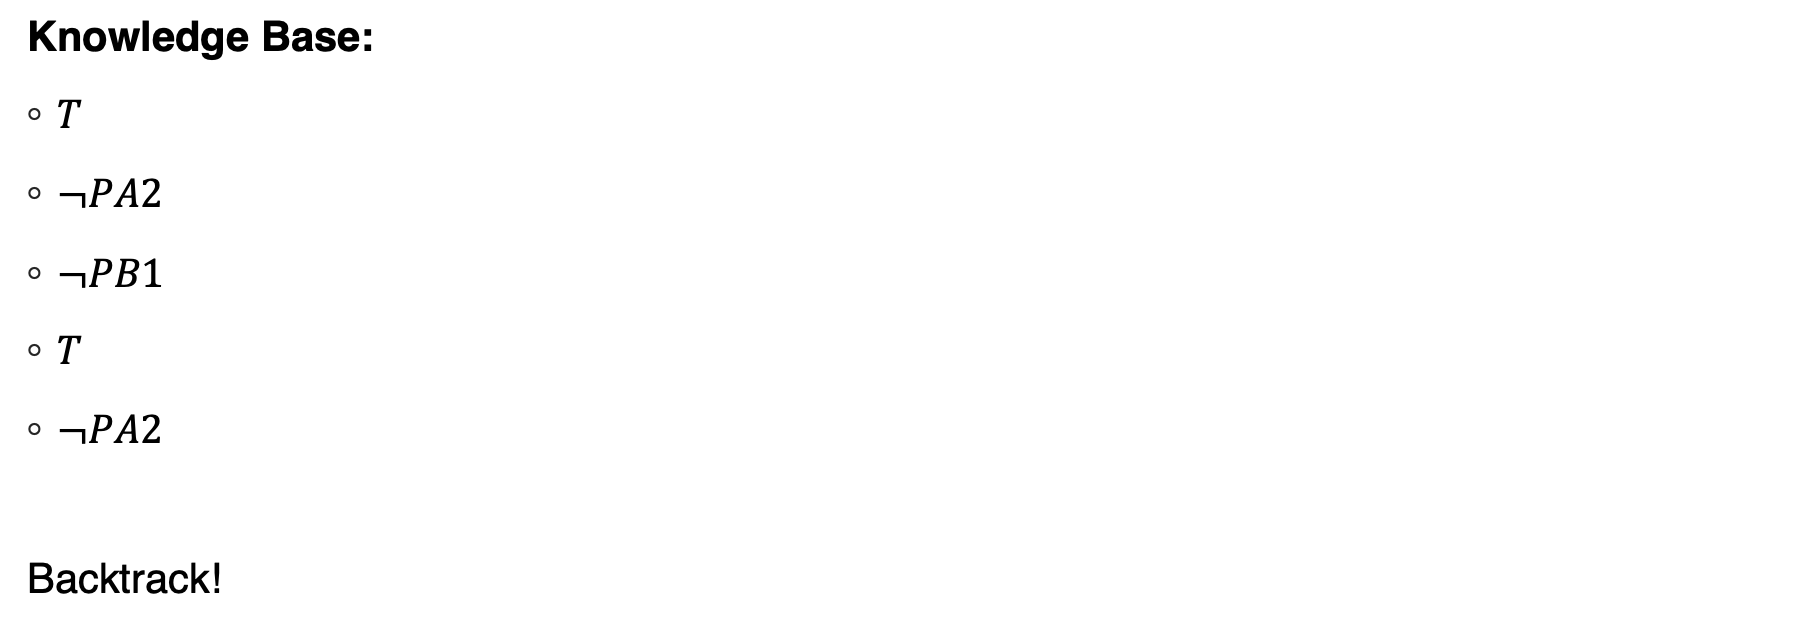 Knowledge Base:
∘ T
∘ ¬PA2
∘ ¬PB1
∘ T
∘ ¬PA2
Backtrack!